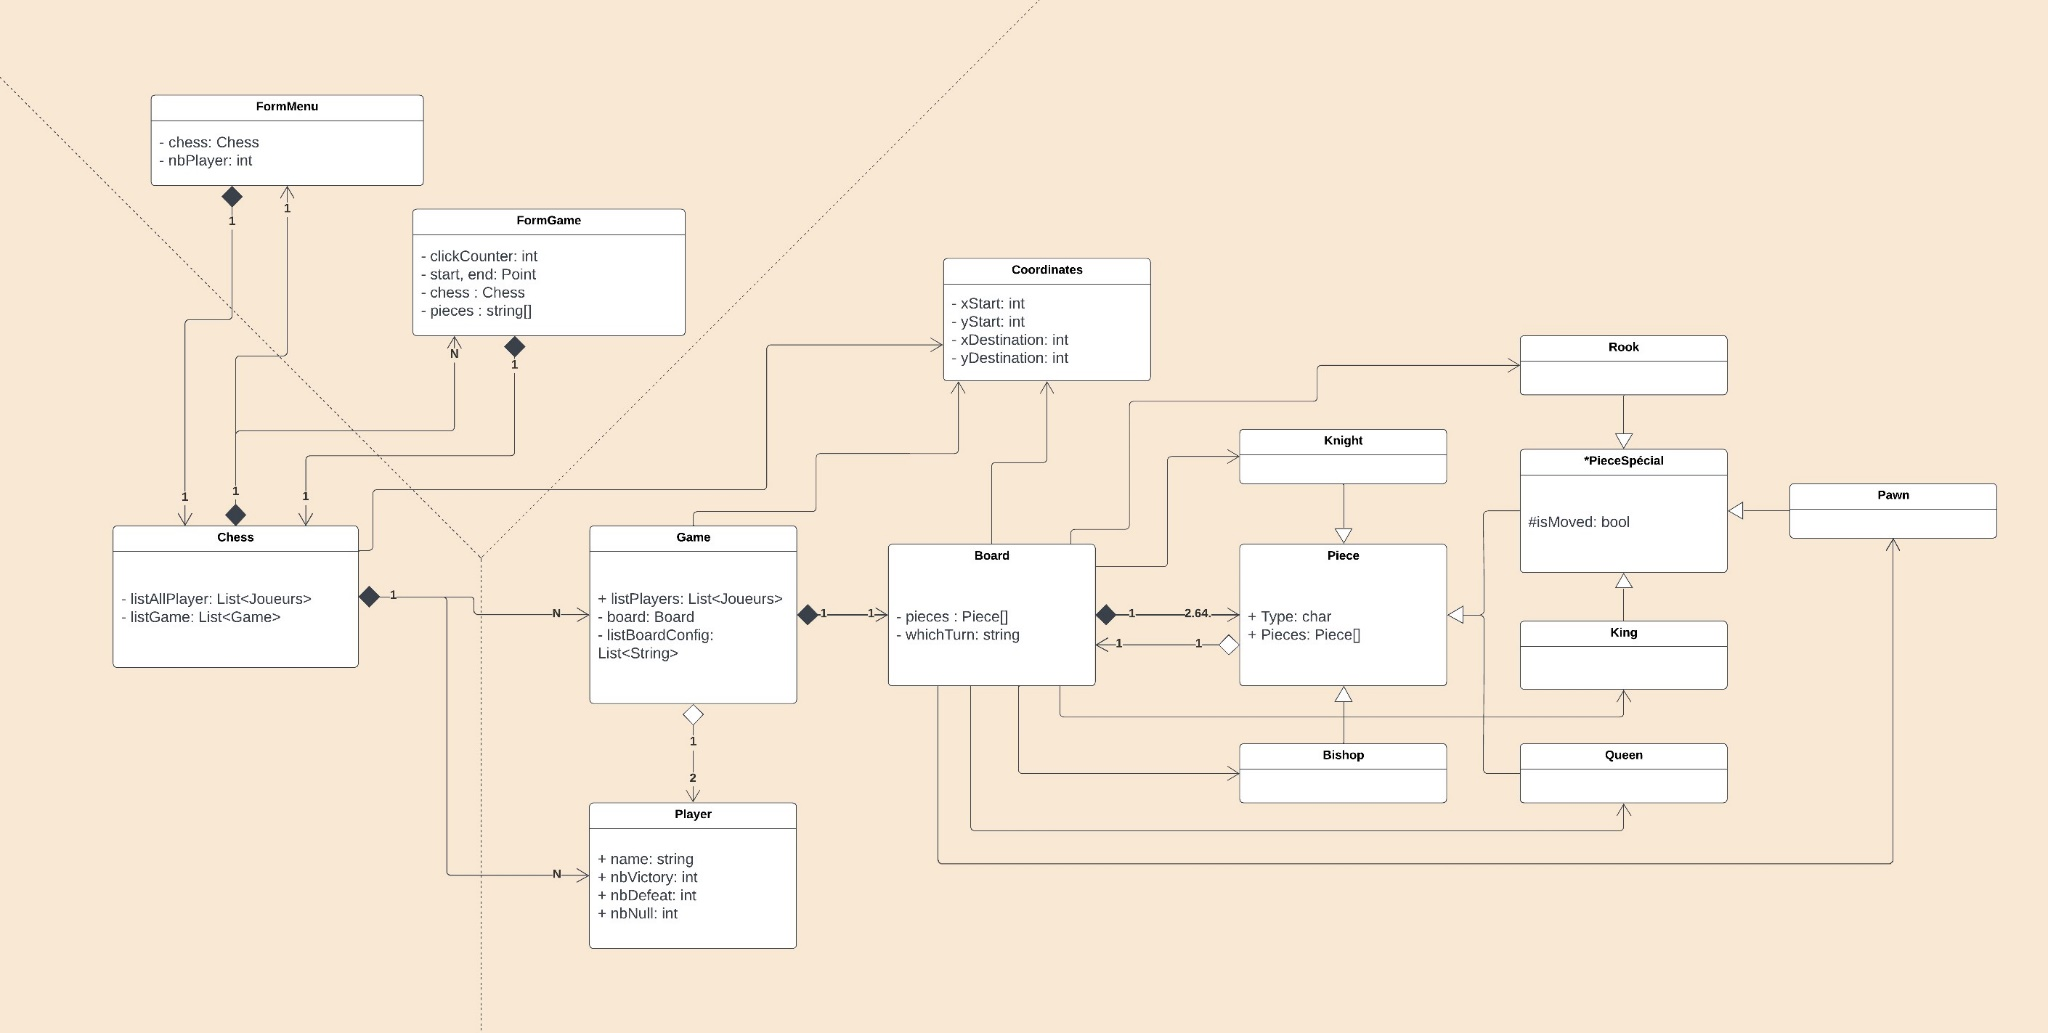 FormMenu
- chess: Chess
- nbPlayer: int
1
1
FormGame
- clickCounter: int
- start, end: Point
- chess : Chess
- pieces : string[]
N
1
Coordinates
- xStart: int
- yStart: int
- xDestination: int
- yDestination: int
Rook
Knight
*PieceSpécial
#isMoved: bool
Pawn
1
1
1
Chess
- listAllPlayer: List<Joueurs>
- listGame: List<Game>
1
N
Game
+ listPlayers: List<Joueurs>
- board: Board
- listBoardConfig:
List<String>
1
1
Board
- pieces : Piece[]
- whichTurn: string
1
2.64.
1
1
Piece
+ Type: char
+ Pieces: Piece[]
King
1
2
Bishop
Queen
N
Player
+ name: string
+ nbVictory: int
+ nbDefeat: int
+ nbNull: int